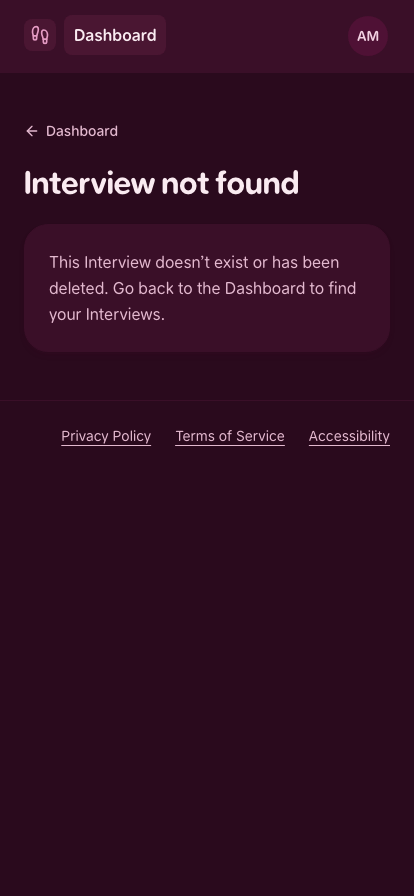 Dashboard
AM
Dashboard
Interview not found
This Interview doesn’t exist or has been
deleted. Go back to the Dashboard to find
your Interviews.
Privacy Policy Terms of Service Accessibility